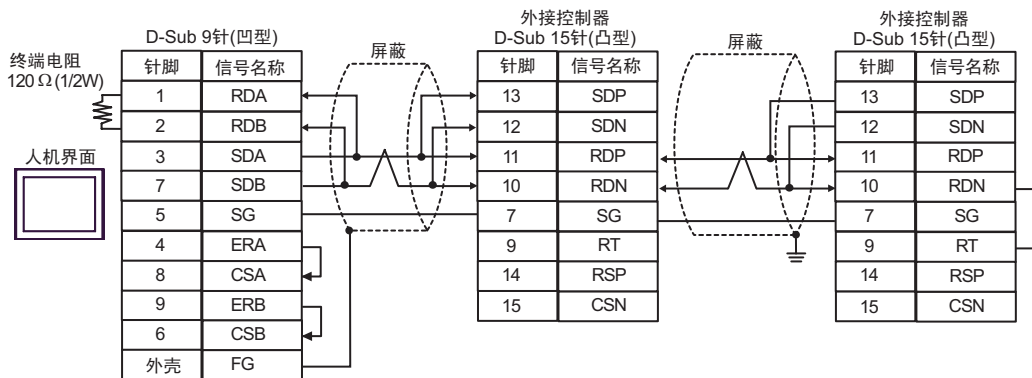 终端电阻
120Ω(1/2W)
人机界面
D-Sub 9针(凹型)
针脚 信号名称
1 RDA
2 RDB
3 SDA
7 SDB
5 SG
4 ERA
8 CSA
9 ERB
6 CSB
外壳 FG
屏蔽
外接控制器
D-Sub 15针(凸型)
针脚 信号名称
13 SDP
12 SDN
11 RDP
10 RDN
7 SG
9 RT
14 RSP
15 CSN
屏蔽
外接控制器
D-Sub 15针(凸型)
针脚 信号名称
13 SDP
12 SDN
11 RDP
10 RDN
7 SG
9 RT
14 RSP
15 CSN